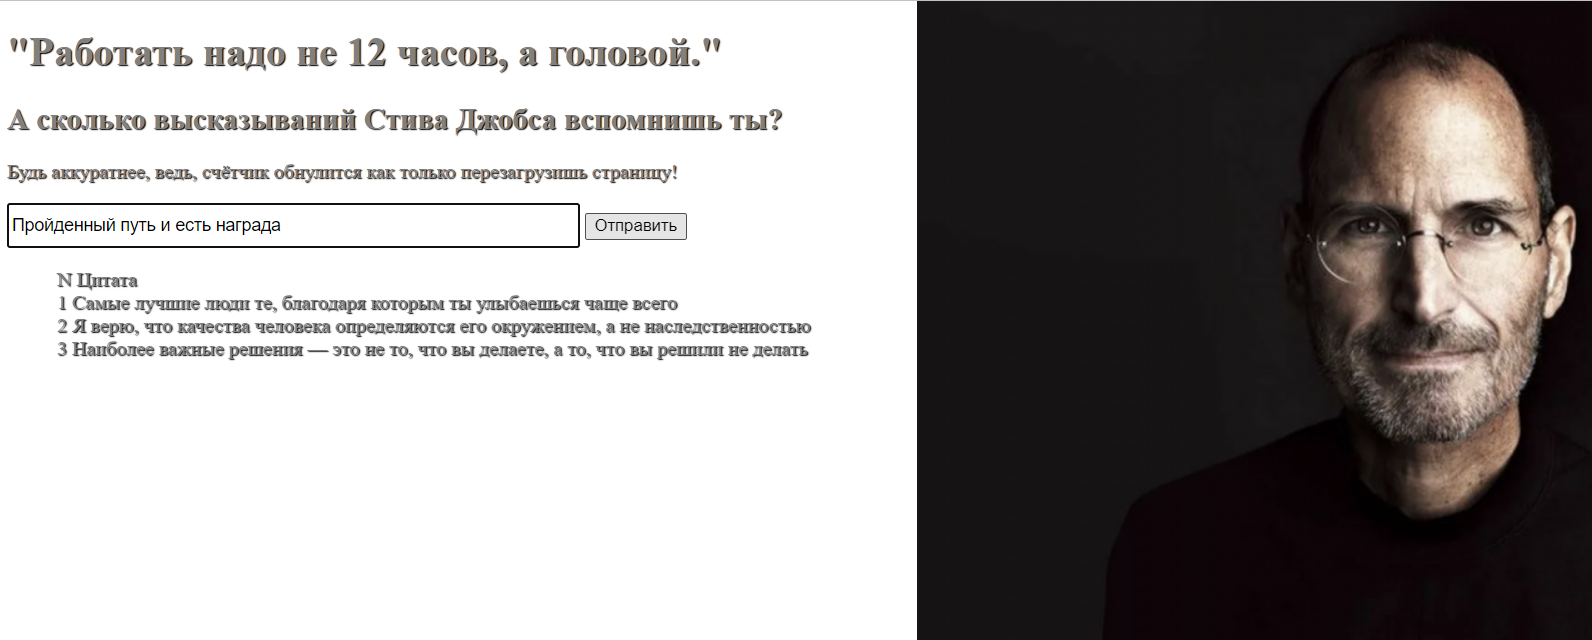 "Работать надо не 12 часов, а головой."
А сколько высказываний Стива Джобса вспомнишь ты?
Будь аккуратнее, ведь, счётчик обнулится как только перезагрузишь страницу!
Пройденный путь и есть награда
Отправить
N Цитата
1 Самые лучшие люди те, благодаря которым ты улыбаешься чаще всего
2 Я верю, что качества человека определяются его окружением, а не наследственностью
3 Наиболее важные решения — это не то, что вы делаете, а то, что вы решили не делать